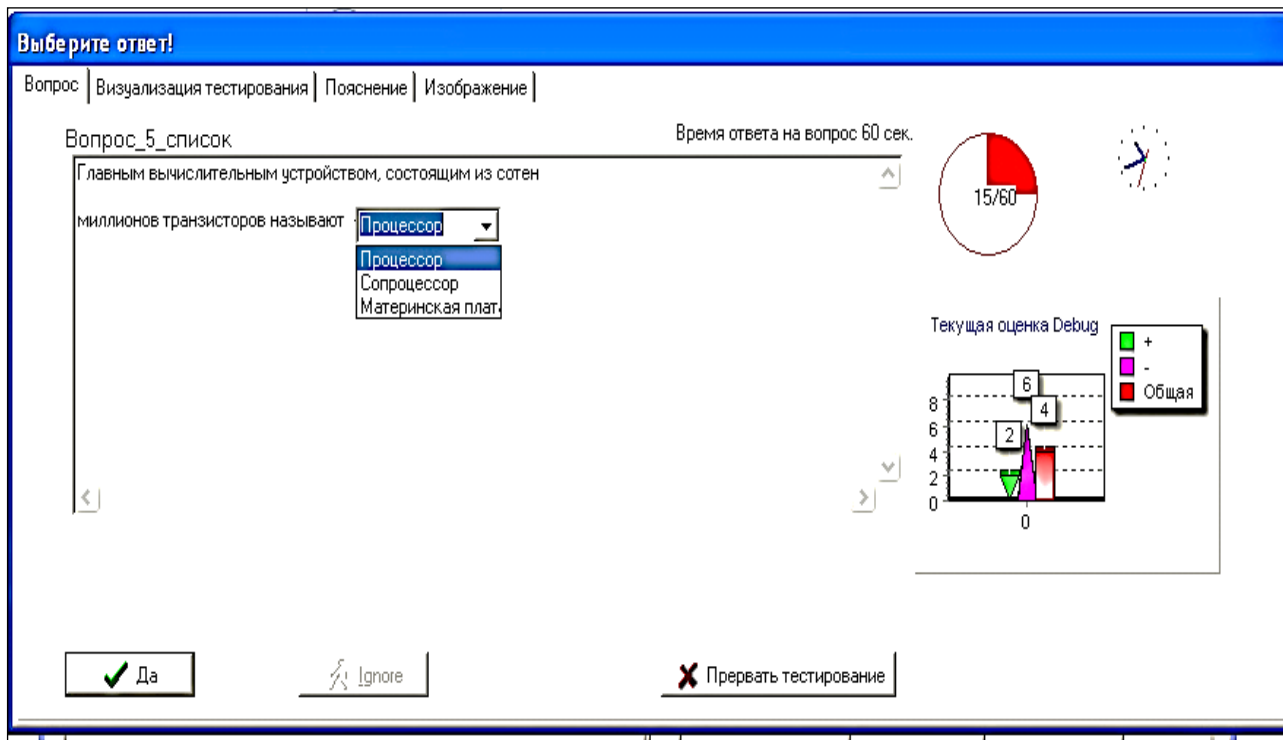 Выберите ответ!
Вопрос Визуализация тестирования Пояснение Изображение
Вопрос_5_список
Время ответа на вопрос 60 сек.
Главным вычислительным устройством, состоящим из сотен
миллионов транзисторов называют Процессор
Процессор
Сопроцессор
Материнская плат
15/60
Текущая оценка Debug
+
-
Общая
6
4
2
8
6
4
2
0
0
Да
Ignore
Прервать тестирование